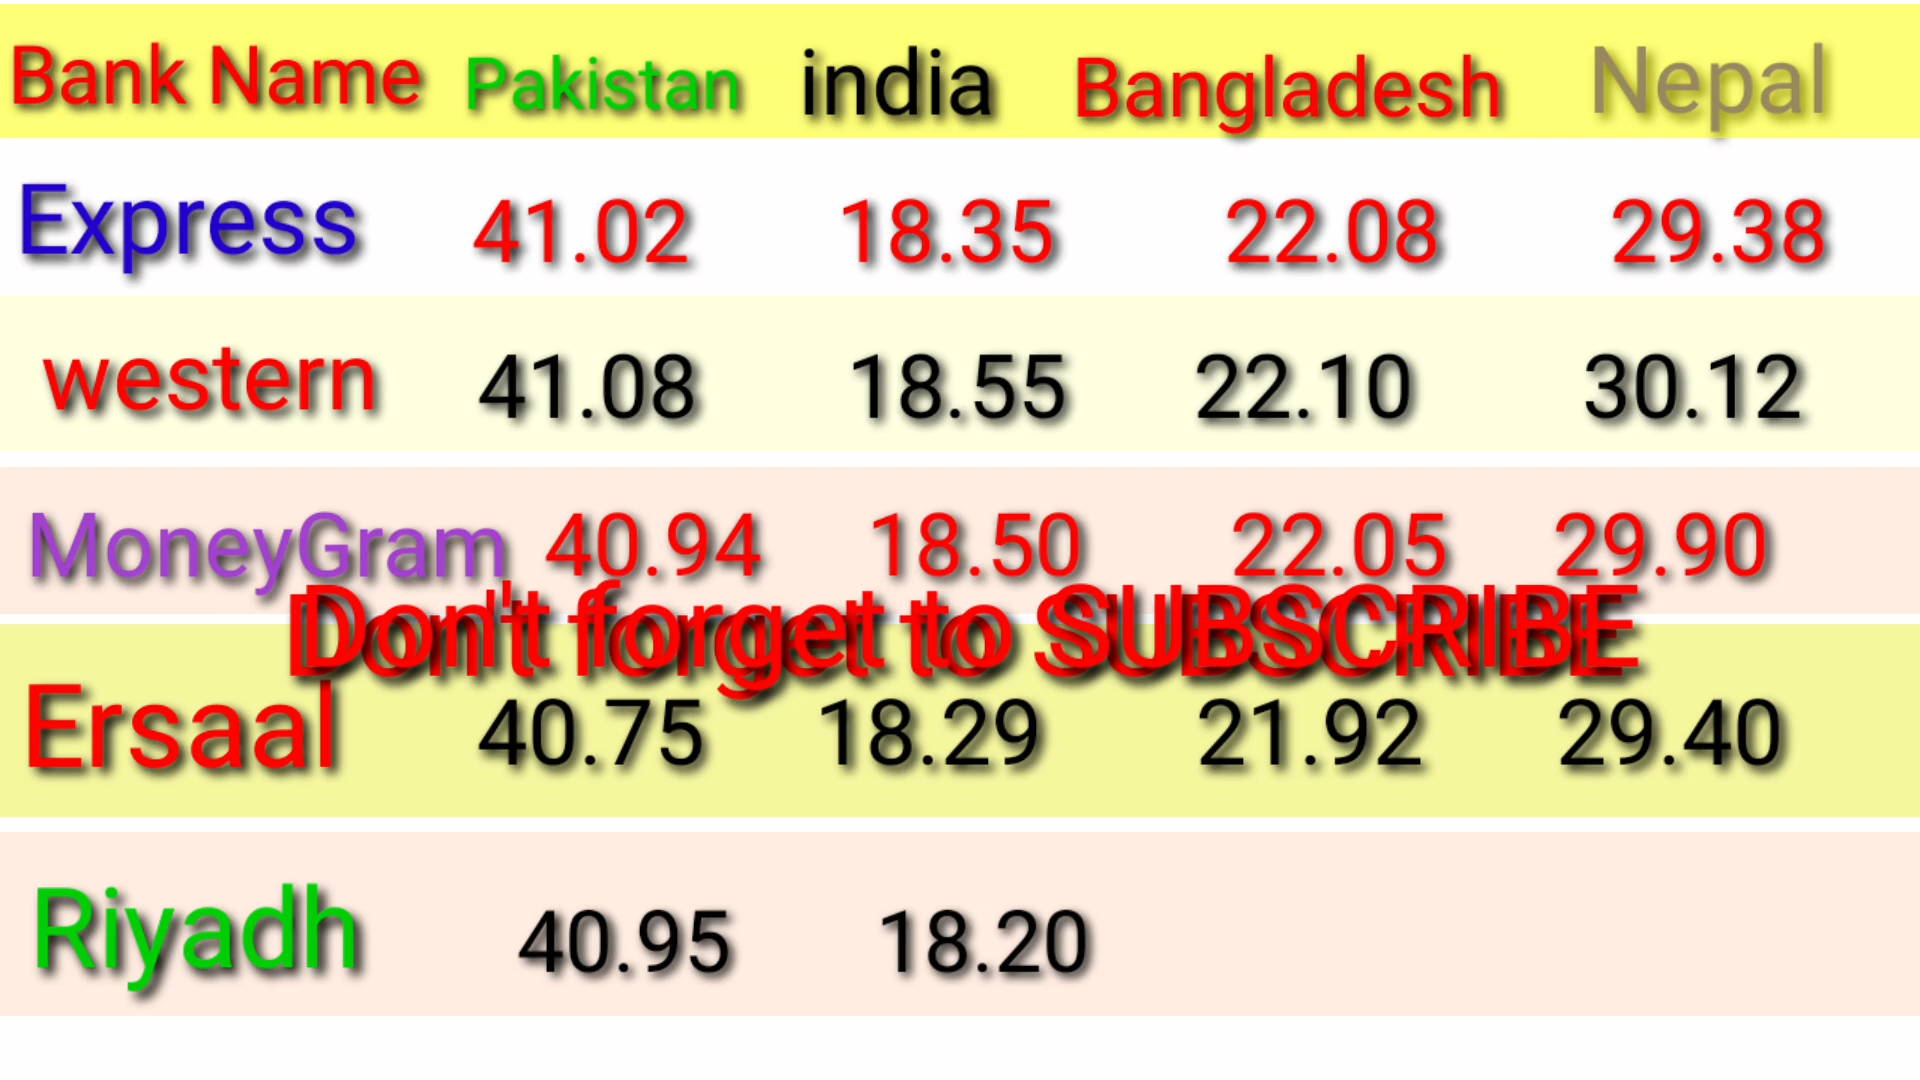 Bank Name Pakistan india Bangladesh Nepal
Express 41.02 18.35 22.08 29.38
western 41.08 18.55 22.10 30.12
MoneyGram 40.94 18.50 22.05 29.90
Don't forget to SUBSCRIBE
Ersaal 40.75 18.29 21.92 29.40
Riyadh 40.95 18.20